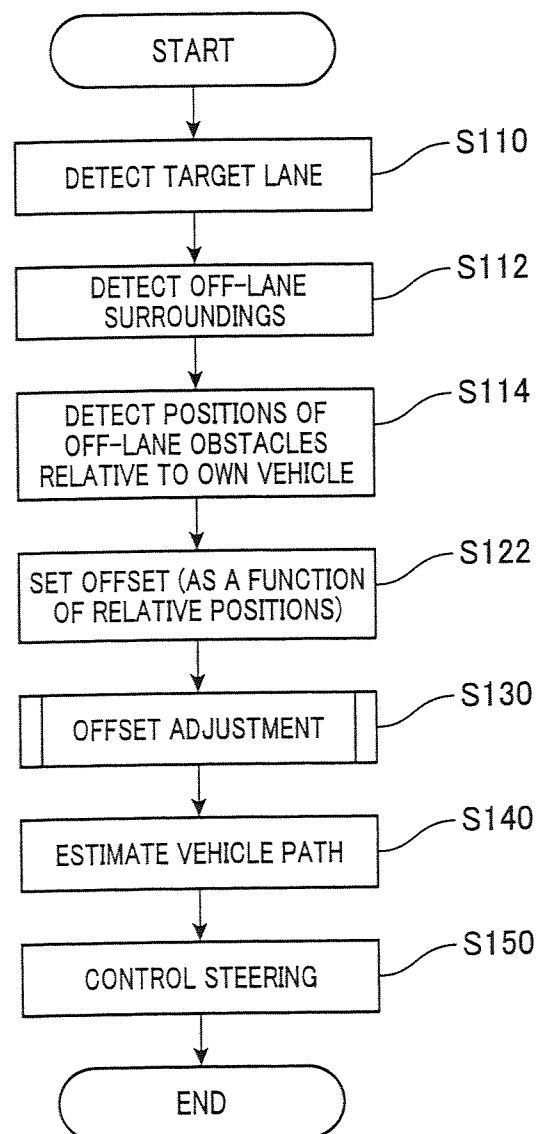 START
DETECT TARGET LANE
S110
DETECT OFF-LANE
SURROUNDINGS
S112
DETECT POSITIONS OF
OFF-LANE OBSTACLES
RELATIVE TO OWN VEHICLE
S114
SET OFFSET (AS A FUNCTION
OF RELATIVE POSITIONS)
S122
OFFSET ADJUSTMENT
S130
ESTIMATE VEHICLE PATH
S140
CONTROL STEERING
S150
END